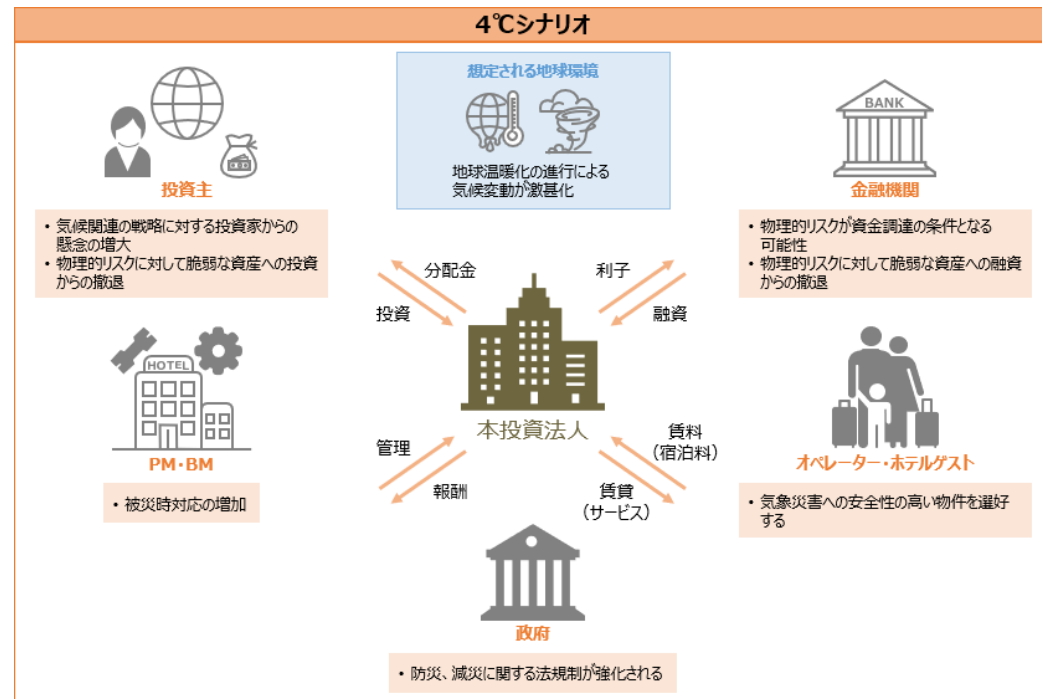 4℃シナリオ
想定される地球環境
地球温暖化の進行による
気候変動が激甚化
投資主
・ 気候関連の戦略に対する投資家からの
懸念の増大
・ 物理的リスクに対して脆弱な資産への投資
からの撤退
BANK
金融機関
・ 物理的リスクが資金調達の条件となる
可能性
・ 物理的リスクに対して脆弱な資産への融資
からの撤退
分配金
投資
利子
融資
本投資法人
HOTEL
PM・BM
・ 被災時対応の増加
管理
報酬
賃料
（宿泊料）
賃貸
（サービス）
オペレーター・ホテルゲスト
・ 気象災害への安全性の高い物件を選好
する
政府
・ 防災、減災に関する法規制が強化される